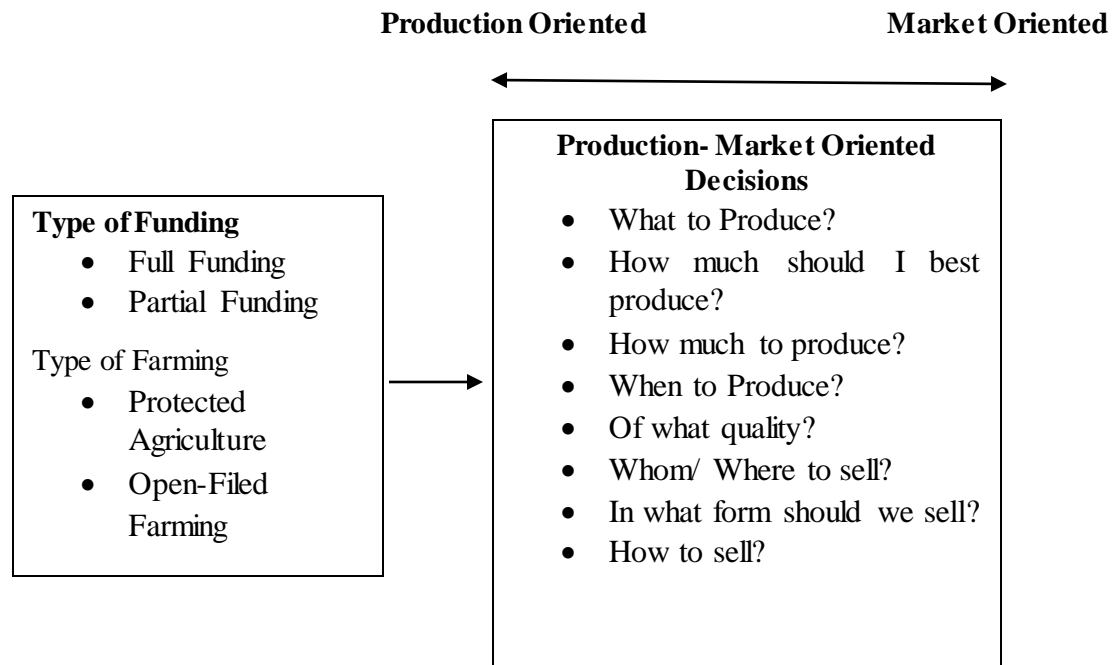 Production Oriented
Market Oriented
Type of Funding
• Full Funding
• Partial Funding
Type of Farming
• Protected
Agriculture
• Open-Filed
Farming
Production- Market Oriented
Decisions
• What to Produce?
• How much should I best
produce?
• How much to produce?
• When to Produce?
• Of what quality?
• Whom/ Where to sell?
• In what form should we sell?
• How to sell?